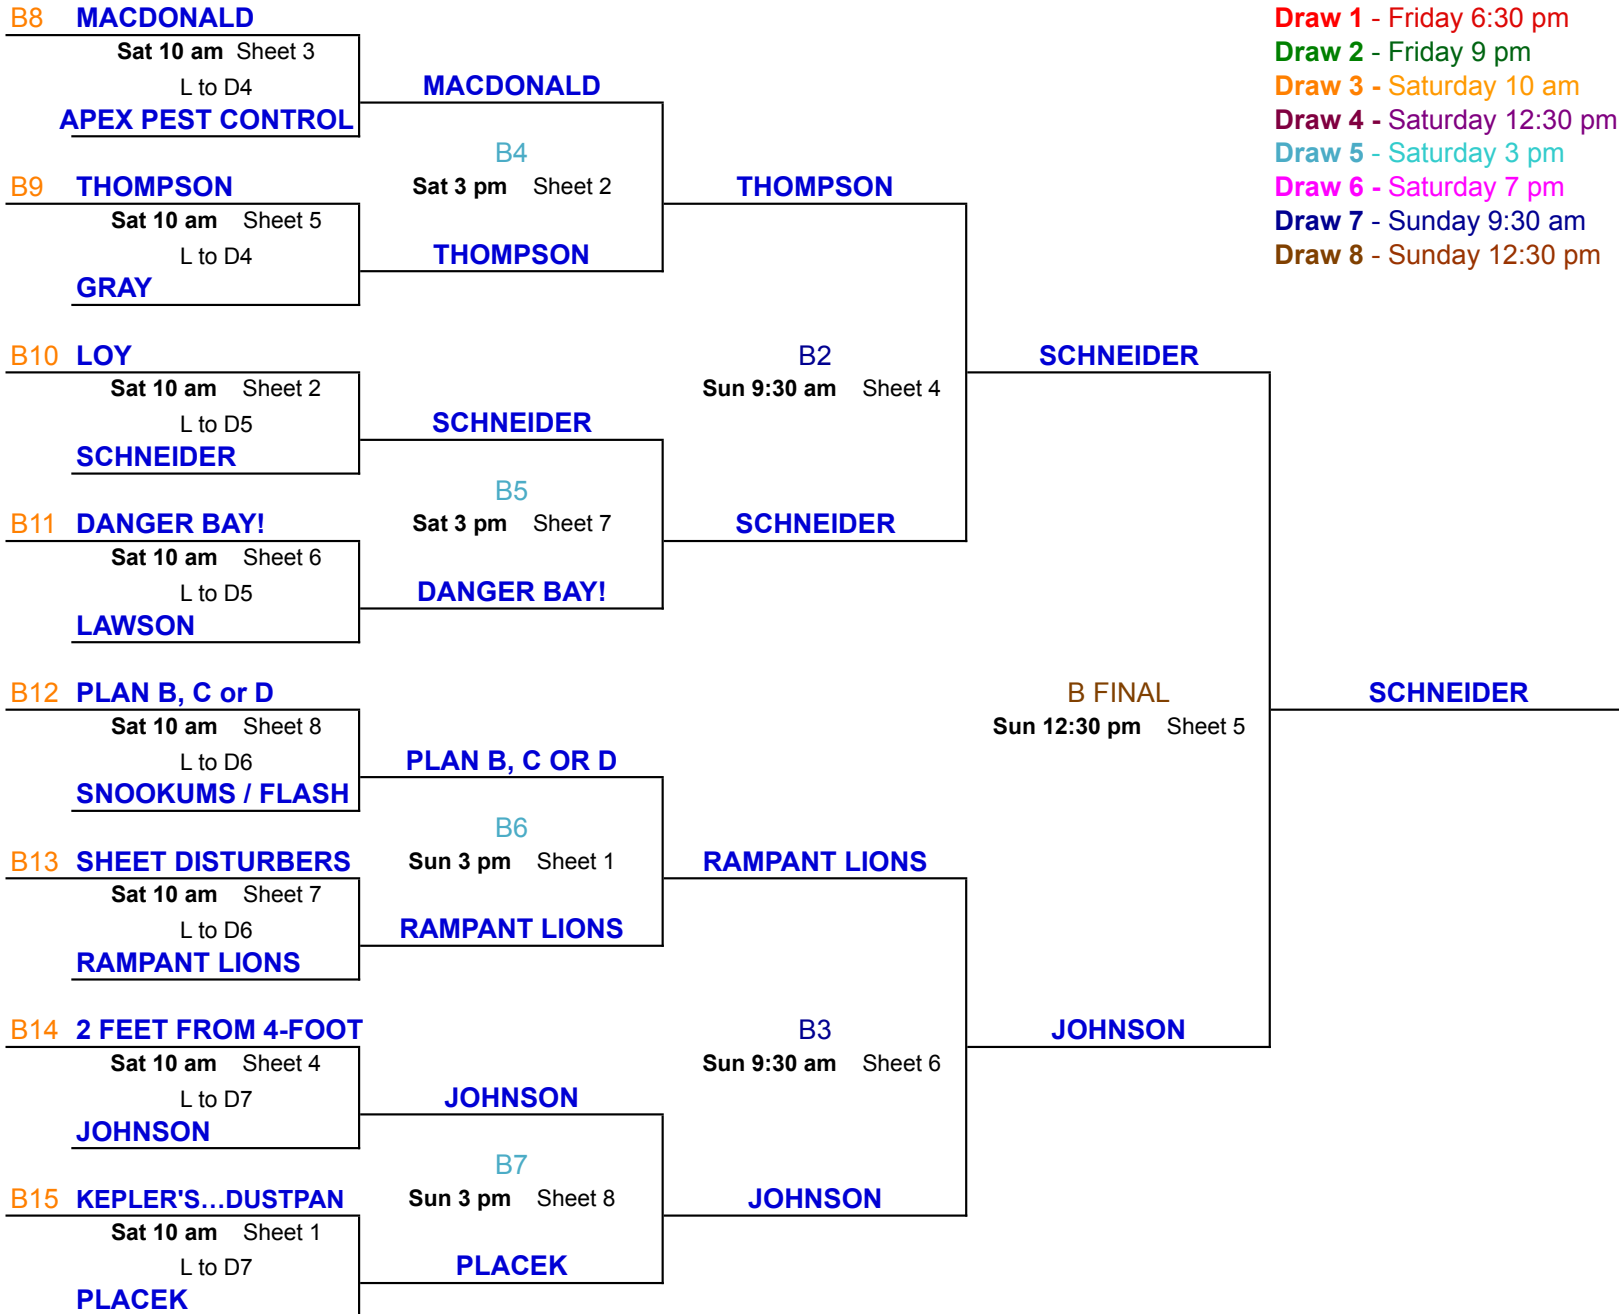 B8 MACDONALD
Draw 1 - Friday 6:30 pm
Sat 10 am Sheet 3
Draw 2 - Friday 9 pm
L to D4
MACDONALD
Draw 3 - Saturday 10 am
APEX PEST CONTROL
Draw 4 - Saturday 12:30 pm
B4
Draw 5 - Saturday 3 pm
B9 THOMPSON
Sat 3 pm Sheet 2
THOMPSON
Draw 6 - Saturday 7 pm
Sat 10 am Sheet 5
Draw 7 - Sunday 9:30 am
L to D4
THOMPSON
Draw 8 - Sunday 12:30 pm
GRAY
B10 LOY
B2
SCHNEIDER
Sat 10 am Sheet 2
Sun 9:30 am Sheet 4
L to D5
SCHNEIDER
SCHNEIDER
B5
B11 DANGER BAY!
Sat 3 pm Sheet 7
SCHNEIDER
Sat 10 am Sheet 6
L to D5
DANGER BAY!
LAWSON
B12 PLAN B, C or D
B FINAL
SCHNEIDER
Sat 10 am Sheet 8
Sun 12:30 pm Sheet 5
L to D6
PLAN B, C OR D
SNOOKUMS / FLASH
B6
B13 SHEET DISTURBERS
Sun 3 pm Sheet 1
RAMPANT LIONS
Sat 10 am Sheet 7
L to D6
RAMPANT LIONS
RAMPANT LIONS
B14 2 FEET FROM 4-FOOT
B3
JOHNSON
Sat 10 am Sheet 4
Sun 9:30 am Sheet 6
L to D7
JOHNSON
JOHNSON
B7
B15 KEPLER'S...DUSTPAN
Sun 3 pm Sheet 8
JOHNSON
Sat 10 am Sheet 1
L to D7
PLACEK
PLACEK